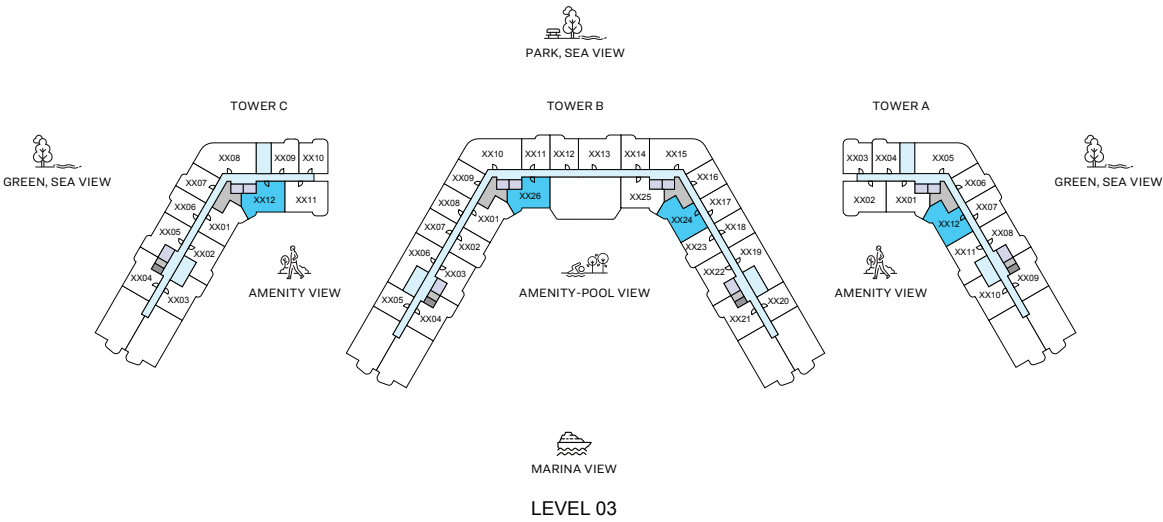 PARK, SEA VIEW
TOWER C
TOWER B
TOWER A
GREEN, SEA VIEW
GREEN, SEA VIEW
XX08
XX09
XX10
XX07
XX06
XX05
XX04
XX12
XX11
XX01
XX02
XX03
AMENITY VIEW
XX10
XX11
XX12
XX13
XX14
XX15
XX09
XX08
XX07
XX06
XX05
XX26
XX25
XX01
XX02
XX03
XX04
XX16
XX17
XX18
XX19
XX20
XX24
XX23
XX22
XX21
AMENITY-POOL VIEW
XX03
XX04
XX05
XX02
XX01
XX06
XX07
XX08
XX09
XX12
XX11
XX10
AMENITY VIEW
MARINA VIEW
LEVEL 03